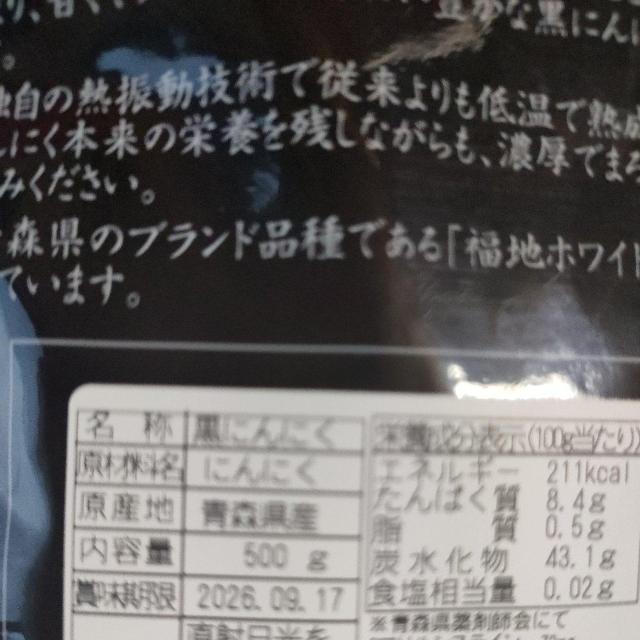 豊かな黒にんに
独自の熱振動技術で従来よりも低温で熟成
んにく本来の栄養を残しながらも、濃厚でまろ
みください。
森県のブランド品種である「福地ホワイト
ています。
名称 黒にんにく
原材料名 にんにく
原産地 青森県産
内容量 500g
賞味期限 2026.09.17
直射日光を
栄養成分表示(100g当たり)
エネルギー 211kcal
たんぱく質 8.4g
脂質 0.5g
炭水化物 43.1g
食塩相当量 0.02g
※青森県薬剤師会にて